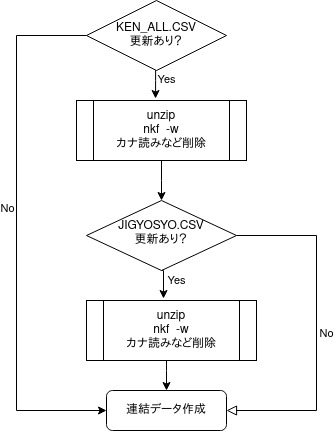 KEN_ALL.CSV
更新あり?
Yes
unzip
nkf -w
カナ読みなど削除
No
JIGYOSYO.CSV
更新あり?
Yes
unzip
nkf -w
カナ読みなど削除
No
連結データ作成